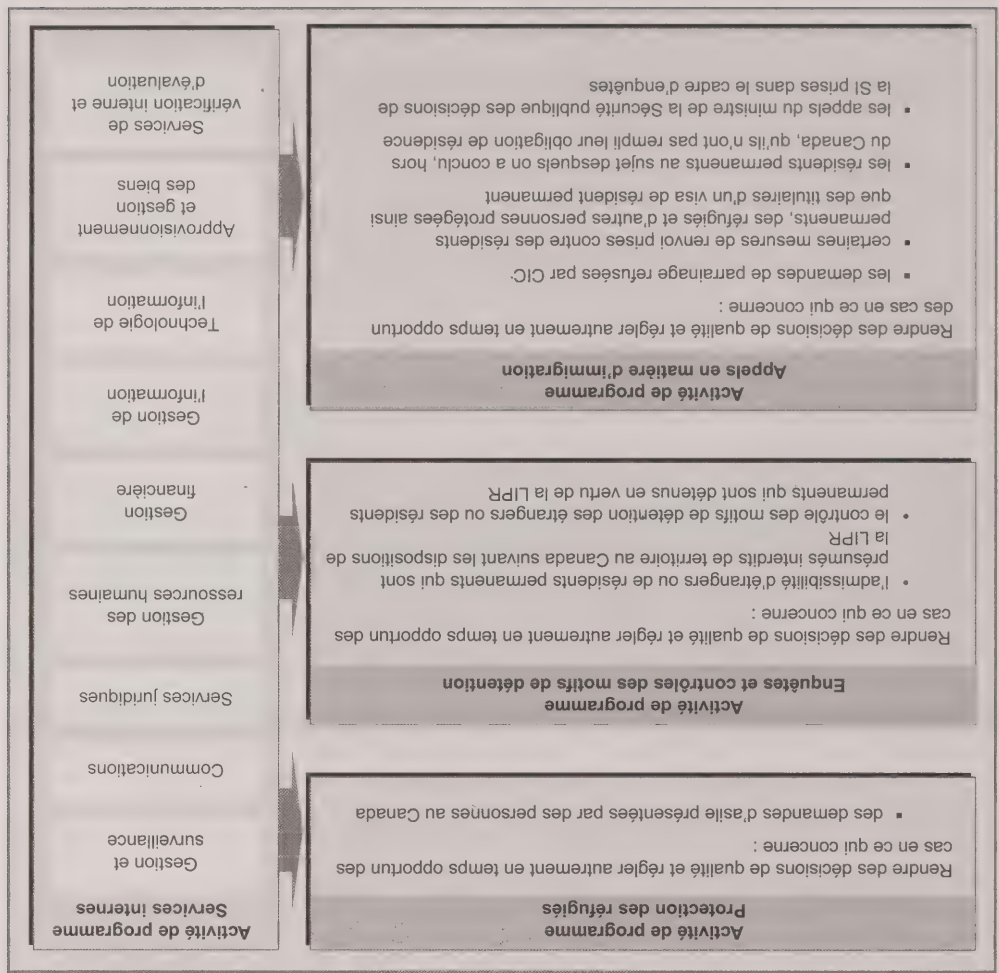 Activité de programme
Protection des réfugiés
Rendre des décisions de qualité et régler autrement en temps opportun des
cas en ce qui concerne :
▪ des demandes d'asile présentées par des personnes au Canada
Activité de programme
Enquêtes et contrôles des motifs de détention
Rendre des décisions de qualité et régler autrement en temps opportun des
cas en ce qui concerne :
• l'admissibilité d'étrangers ou de résidents permanents qui sont
présumés interdits de territoire au Canada suivant les dispositions de
la LIPR
• le contrôle des motifs de détention des étrangers ou des résidents
permanents qui sont détenus en vertu de la LIPR
Activité de programme
Appels en matière d'immigration
Rendre des décisions de qualité et régler autrement en temps opportun
des cas en ce qui concerne :
▪ les demandes de parrainage refusées par CIC
▪ certaines mesures de renvoi prises contre des résidents
permanents, des réfugiés et d'autres personnes protégées ainsi
que des titulaires d'un visa de résident permanent
▪ les résidents permanents au sujet desquels on a conclu, hors
du Canada, qu'ils n'ont pas rempli leur obligation de résidence
▪ les appels du ministre de la Sécurité publique des décisions de
la SI prises dans le cadre d'enquêtes
Activité de programme
Services internes
Gestion et
surveillance
Communications
Services juridiques
Gestion des
ressources humaines
Gestion
financière
Gestion de
l'information
Technologie de
l'information
Approvisionnement
et gestion
des biens
Services de
vérification interne et
d'évaluation